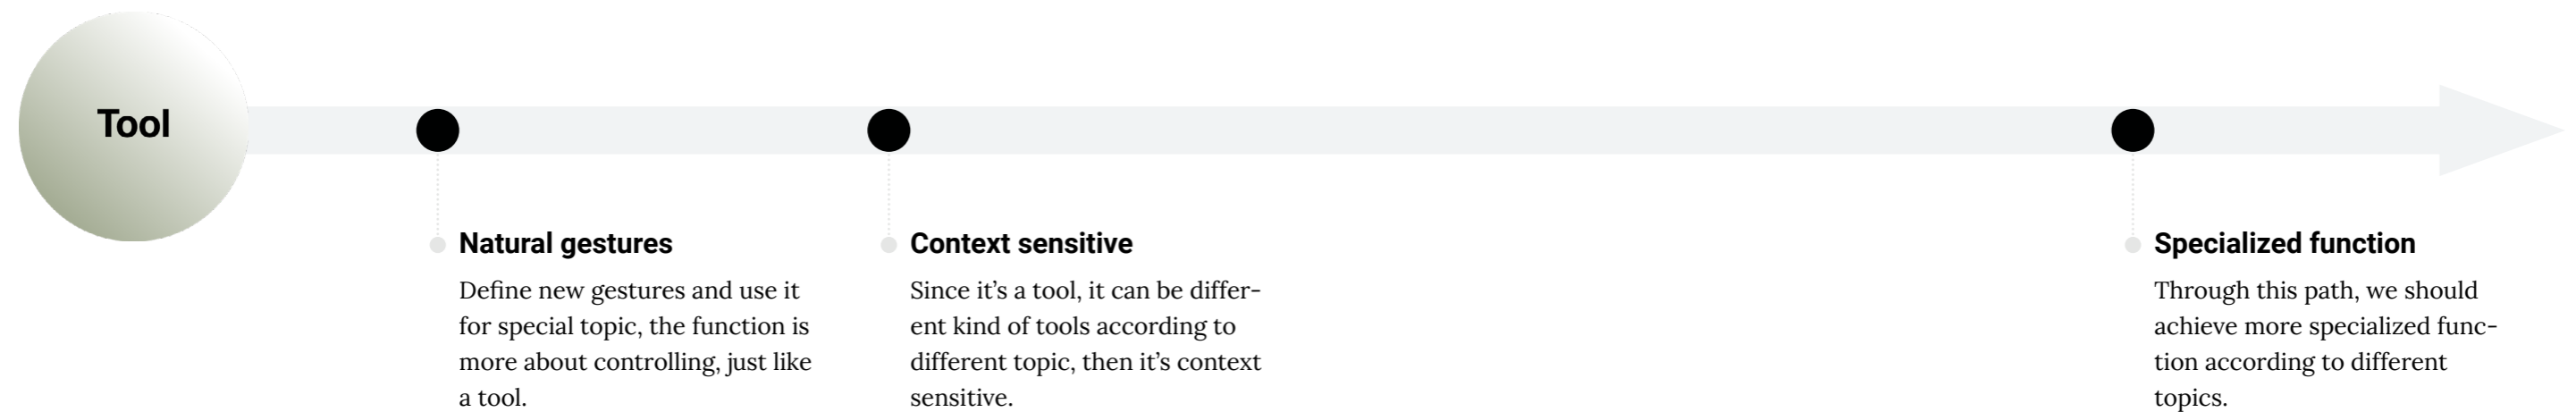 Tool
Natural gestures
Define new gestures and use it
for special topic, the function is
more about controlling, just like
a tool.
Context sensitive
Since it’s a tool, it can be differ-
ent kind of tools according to
different topic, then it’s context
sensitive.
Specialized function
Through this path, we should
achieve more specialized func-
tion according to different
topics.